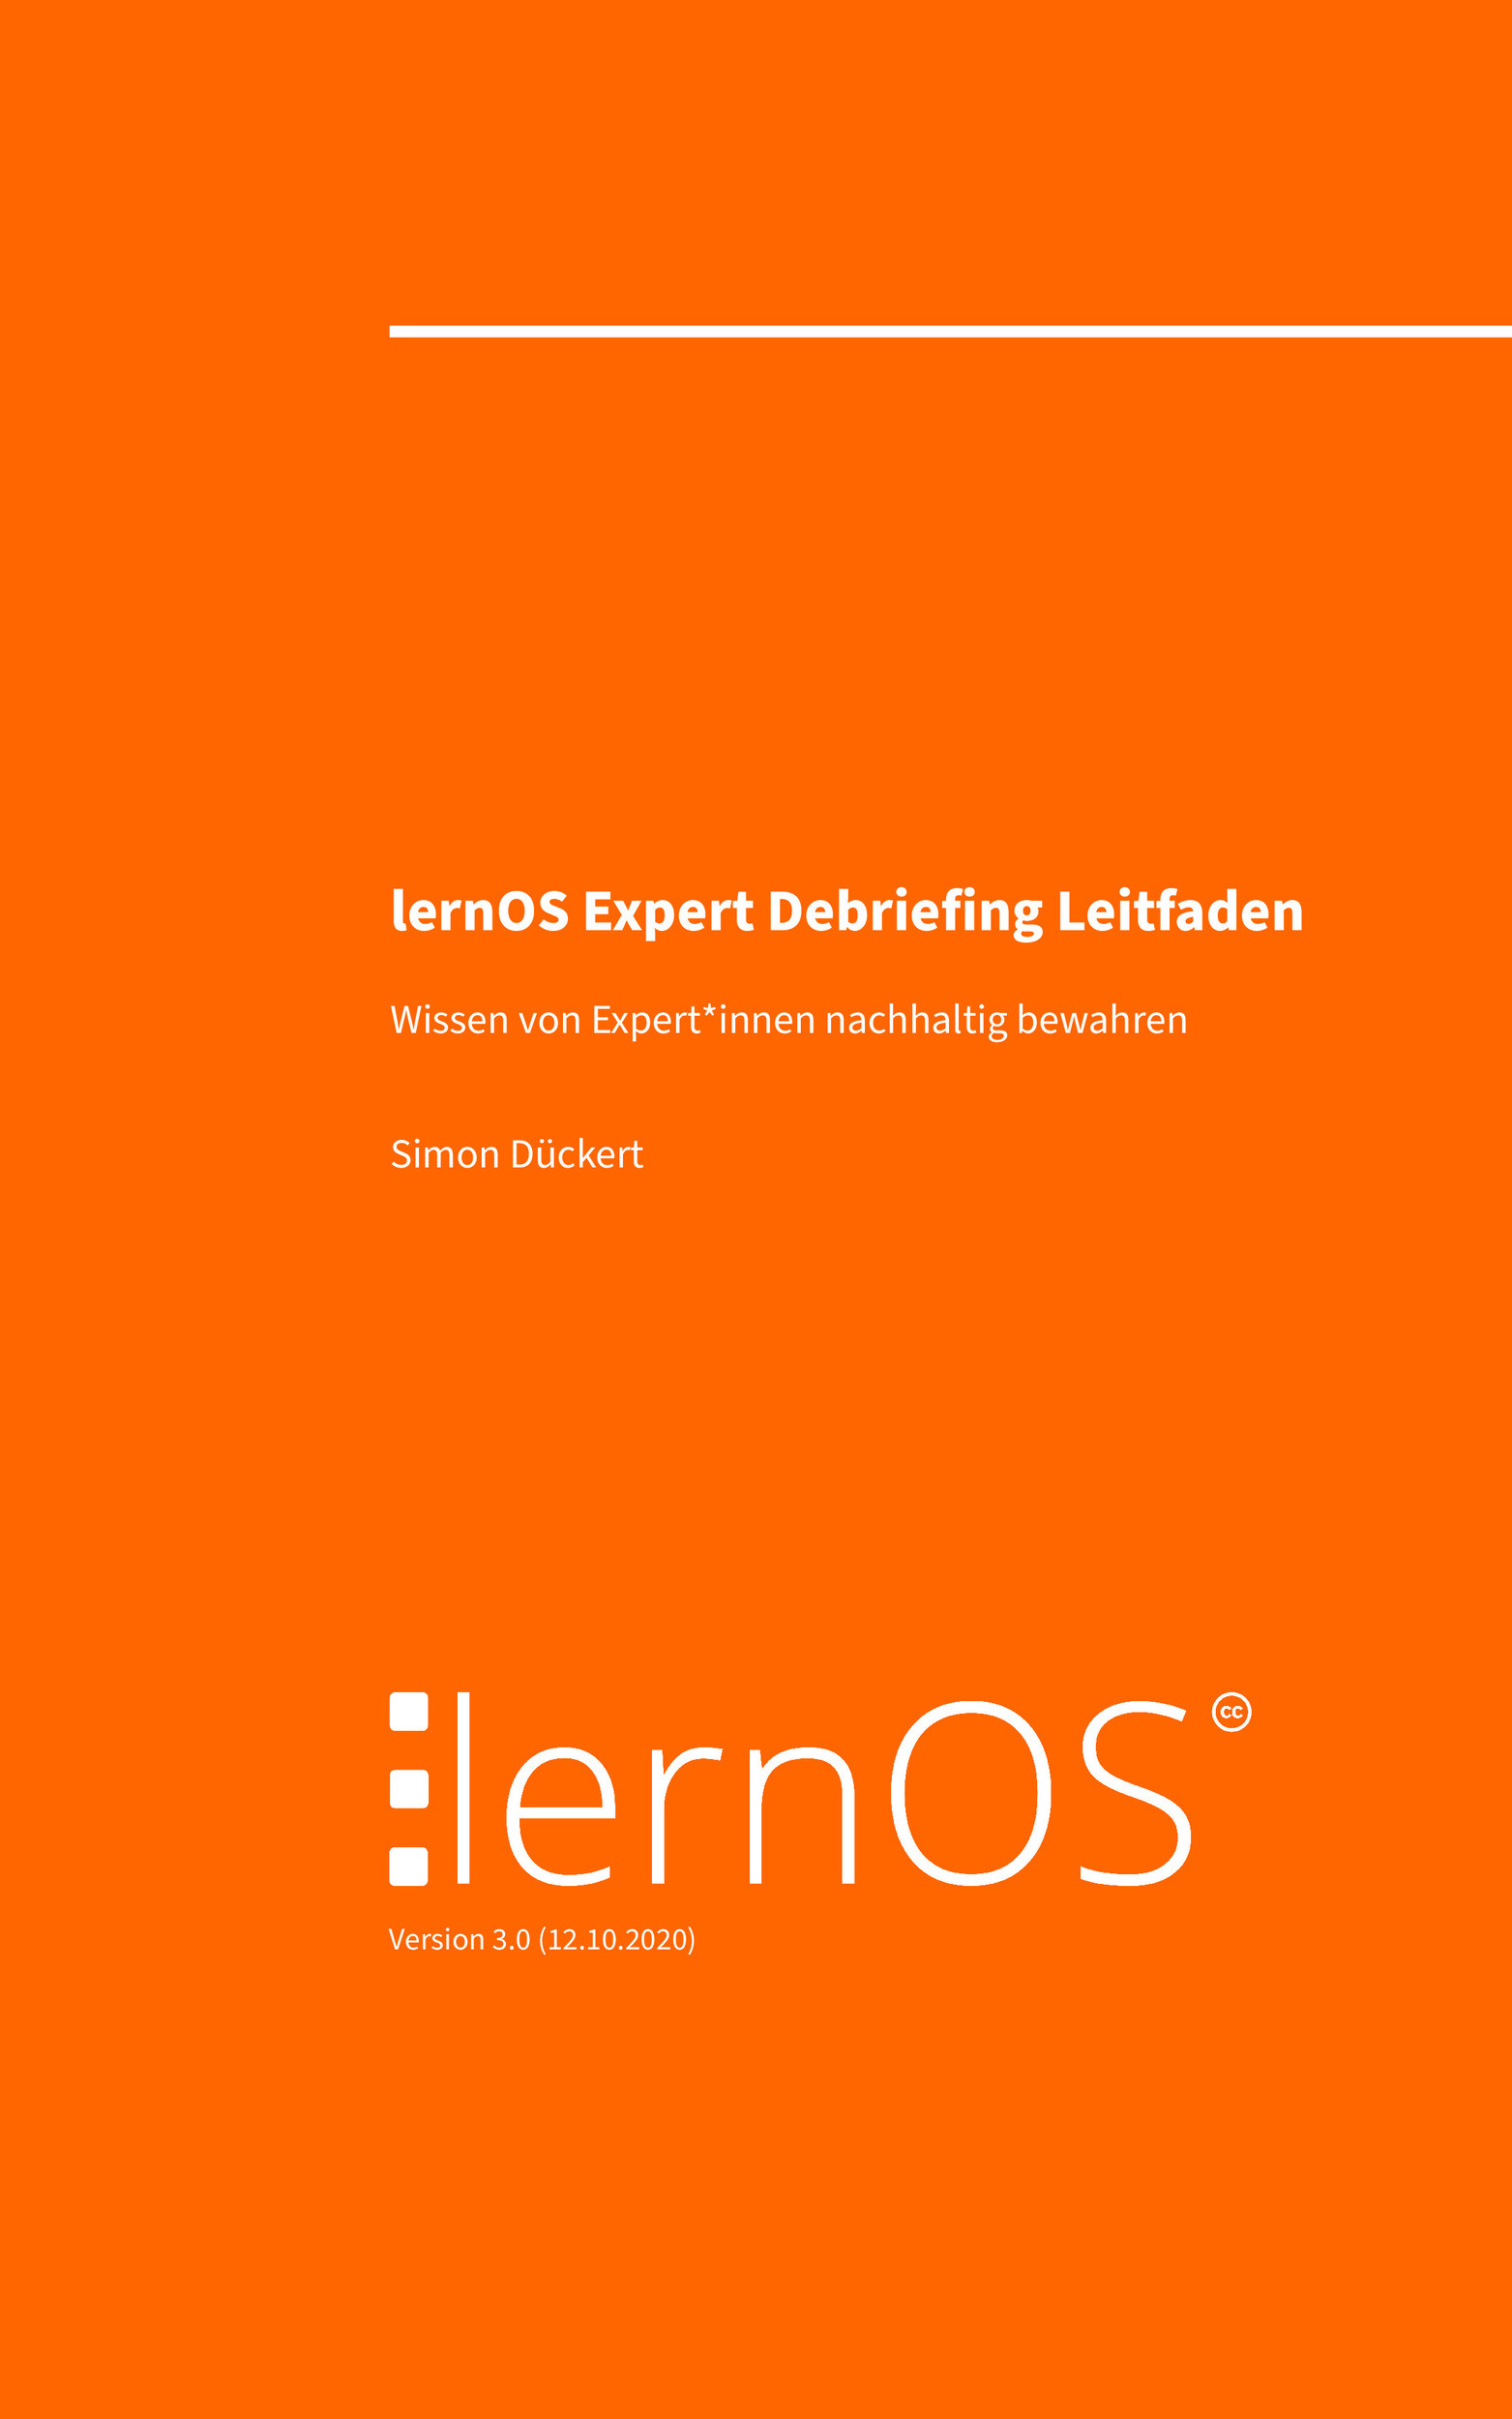 lernOS Expert Debriefing Leitfaden
Wissen von Expert*innen nachhaltig bewahren
Simon Dückert
lernOS cc
Version 3.0 (12.10.2020)